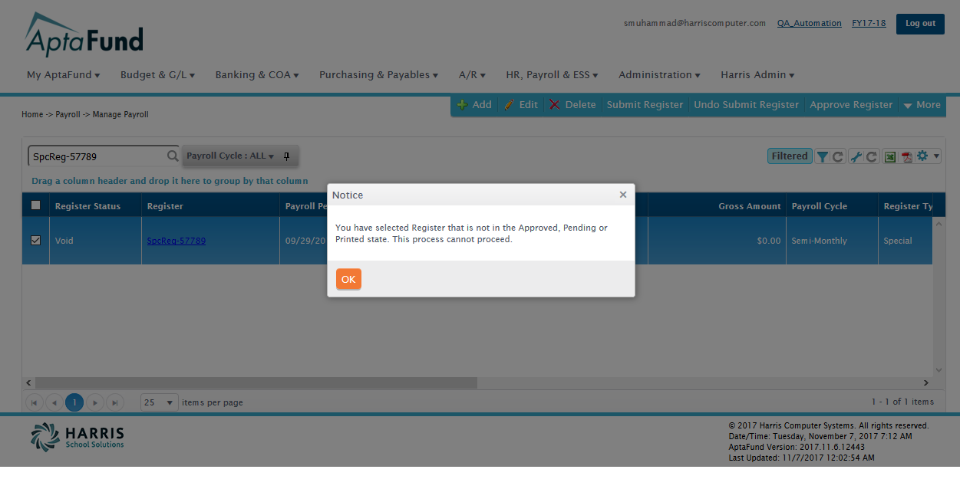 AptaFund
smuhammad@harriscomputer.com QA_Automation FY17-18 Log out
My AptaFund Budget & G/L Banking & COA Purchasing & Payables A/R HR, Payroll & ESS Administration Harris Admin
Add Edit Delete Submit Register Undo Submit Register Approve Register More
Home -> Payroll -> Manage Payroll
SpcReg-57789 Payroll Cycle : ALL Filtered
Drag a column header and drop it here to group by that column
Register Status Register Payroll Pe Gross Amount Payroll Cycle Register Ty
Void SpcReg-57789 09/29/20 $0.00 Semi-Monthly Special
Notice
You have selected Register that is not in the Approved, Pending or
Printed state. This process cannot proceed.
OK
1 25 items per page 1 - 1 of 1 items
HARRIS
School Solutions
© 2017 Harris Computer Systems. All rights reserved.
Date/Time: Tuesday, November 7, 2017 7:12 AM
AptaFund Version: 2017.11.6.12443
Last Updated: 11/7/2017 12:02:54 AM